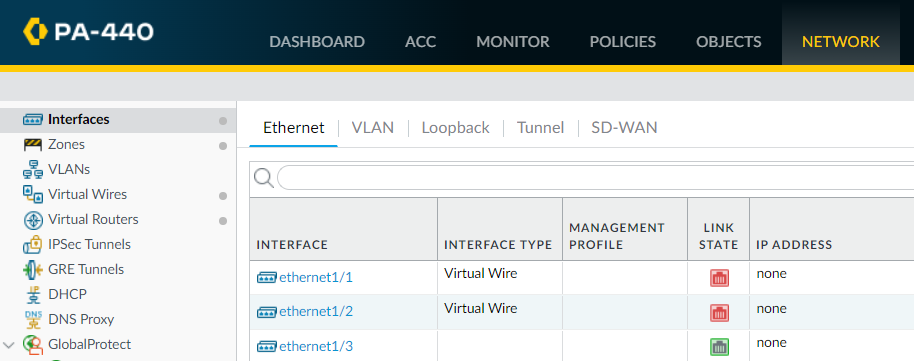 PA-440
DASHBOARD ACC MONITOR POLICIES OBJECTS NETWORK
Interfaces
Zones
VLANs
Virtual Wires
Virtual Routers
IPSec Tunnels
GRE Tunnels
DHCP
DNS Proxy
GlobalProtect
Ethernet VLAN Loopback Tunnel SD-WAN
INTERFACE INTERFACE TYPE MANAGEMENT PROFILE LINK STATE IP ADDRESS
ethernet1/1 Virtual Wire none
ethernet1/2 Virtual Wire none
ethernet1/3 none